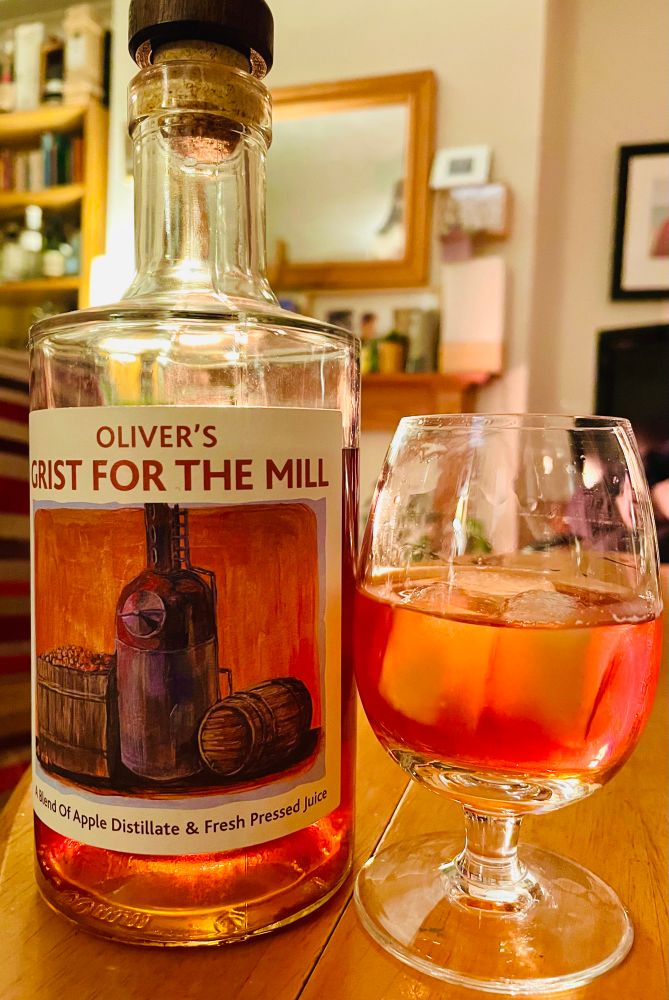 OLIVER'S
GRIST FOR THE MILL
A Blend Of Apple Distillate & Fresh Pressed Juice